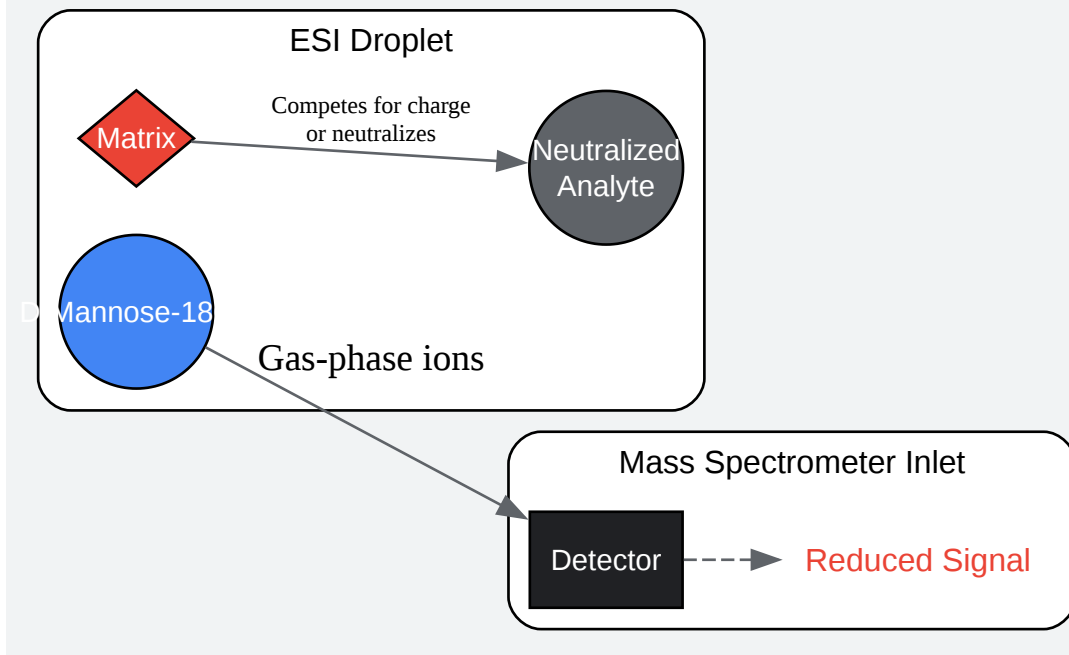 ESI Droplet
Matrix
Competes for charge
or neutralizes
Neutralized
Analyte
D-Mannose-18
Gas-phase ions
Mass Spectrometer Inlet
Detector
Reduced Signal